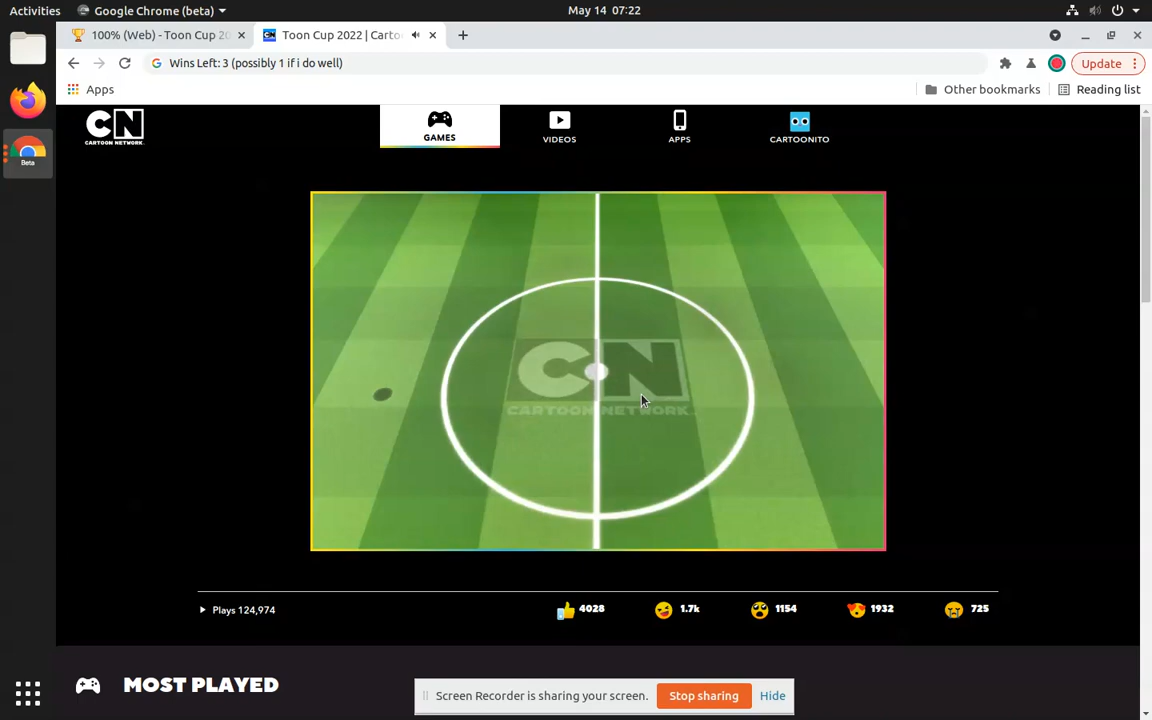 Activities
Google Chrome (beta)
May 14 07:22
100% (Web) - Toon Cup 20
Toon Cup 2022 | Carto
Wins Left: 3 (possibly 1 if i do well)
Update
Apps
Other bookmarks
Reading list
Beta
CN
CARTOON NETWORK
GAMES
VIDEOS
APPS
CARTOONITO
CN
CARTOON NETWORK
Plays 124,974
4028
1.7k
1154
1932
725
MOST PLAYED
Screen Recorder is sharing your screen.
Stop sharing
Hide